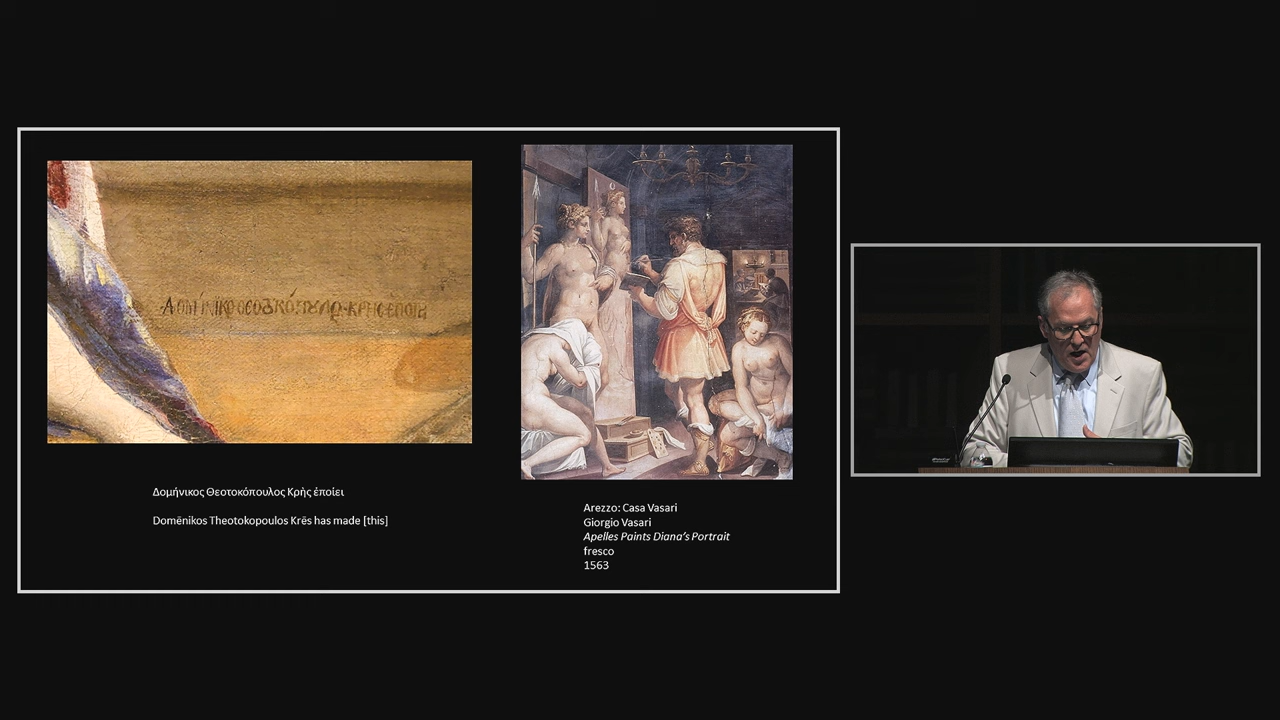 Δομήνικος Θεοτοκόπουλος Κρὴς ἐποίει
Domēnikos Theotokopoulos Krēs has made [this]
Arezzo: Casa Vasari
Giorgio Vasari
Apelles Paints Diana's Portrait
fresco
1563